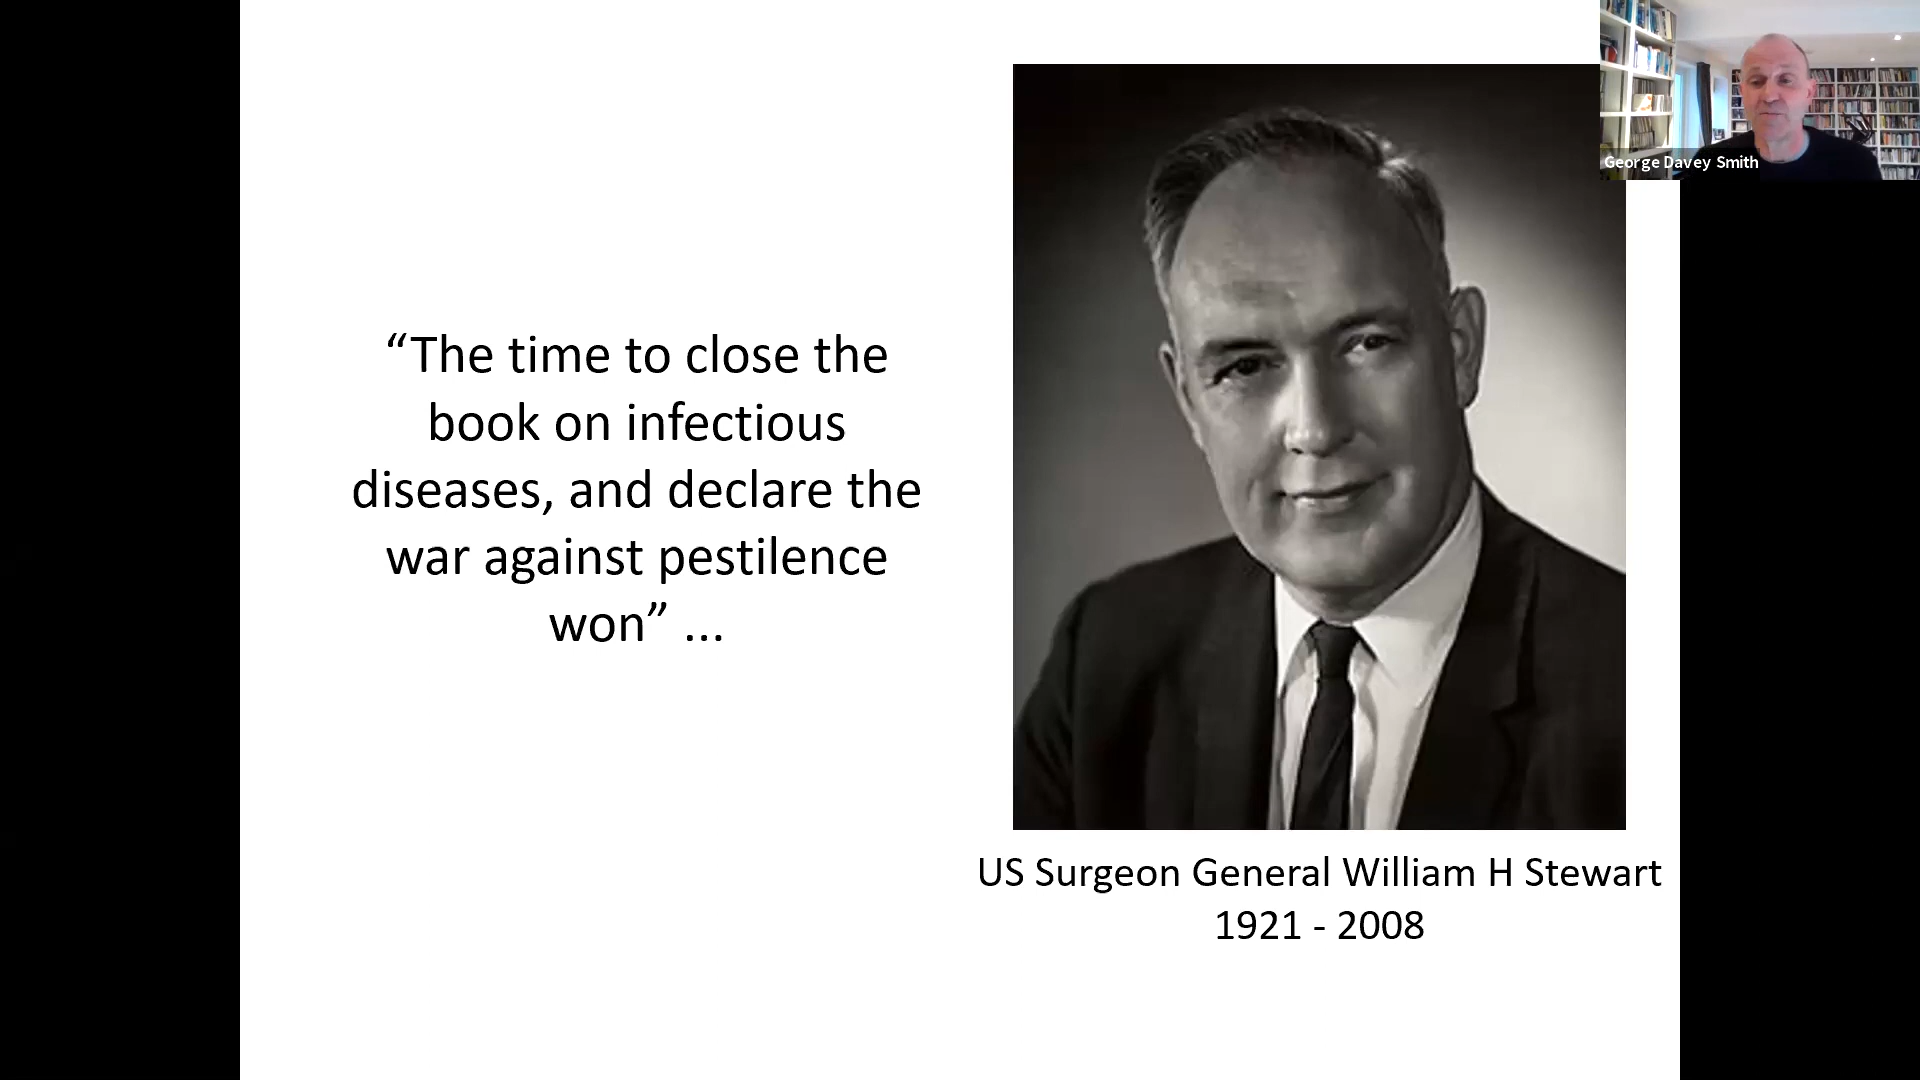 George Davey Smith
“The time to close the
book on infectious
diseases, and declare the
war against pestilence
won” ...
US Surgeon General William H Stewart
1921 - 2008